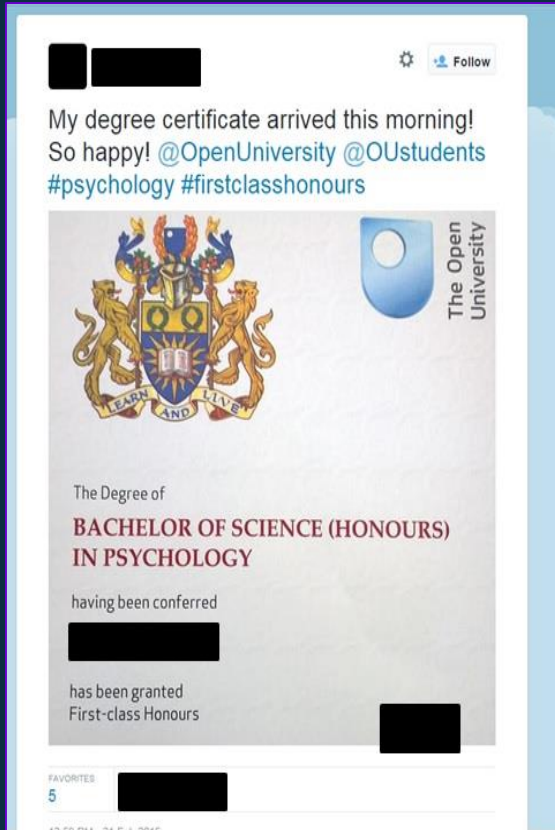 Follow
My degree certificate arrived this morning!
So happy! @OpenUniversity @OUstudents
#psychology #firstclasshonours
The Open
University
LEARN AND LIVE
The Degree of
BACHELOR OF SCIENCE (HONOURS)
IN PSYCHOLOGY
having been conferred
has been granted
First-class Honours
FAVORITES
5